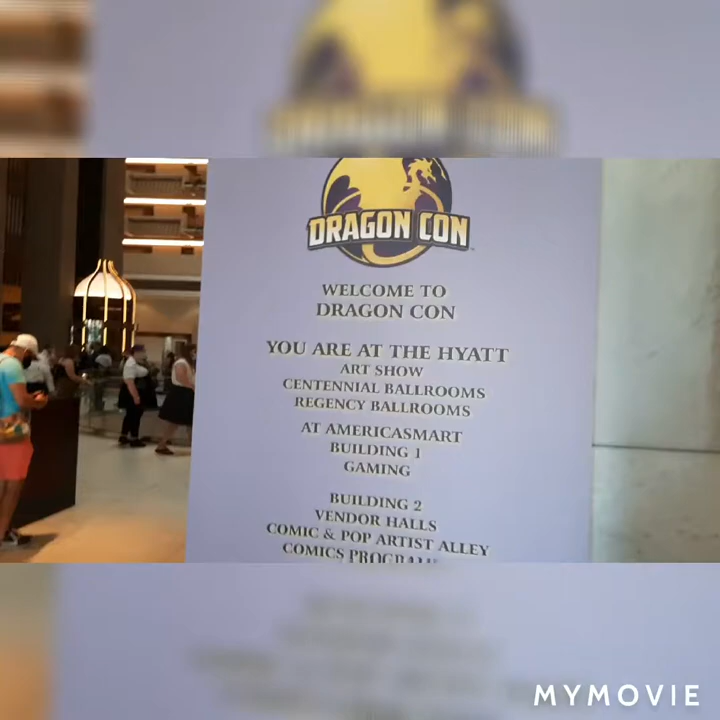 DRAGON CON
WELCOME TO
DRAGON CON
YOU ARE AT THE HYATT
ART SHOW
CENTENNIAL BALLROOMS
REGENCY BALLROOMS
AT AMERICASMART
BUILDING 1
GAMING
BUILDING 2
VENDOR HALLS
COMIC & POP ARTIST ALLEY
COMICS
MYMOVIE